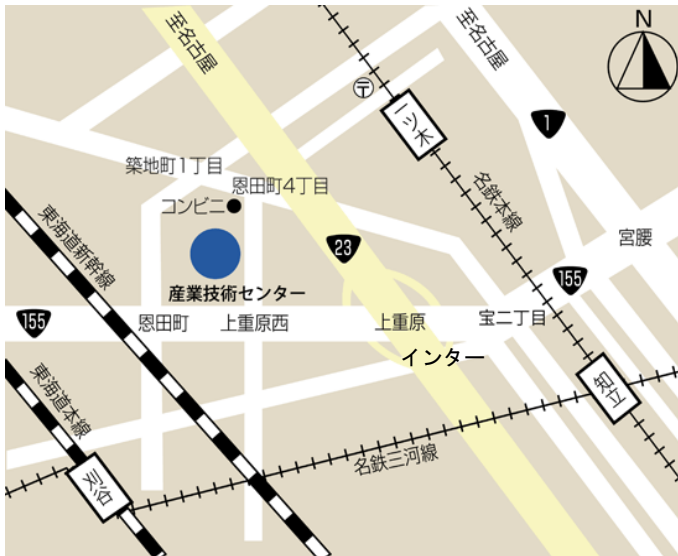 N
至名古屋
至名古屋
〒
一ツ木
1
築地町1丁目
恩田町4丁目
コンビニ
名鉄本線
東海道新幹線
23
宮腰
155
産業技術センター
155
恩田町
上重原西
上重原
インター
宝二丁目
東海道本線
知立
名鉄三河線
刈谷